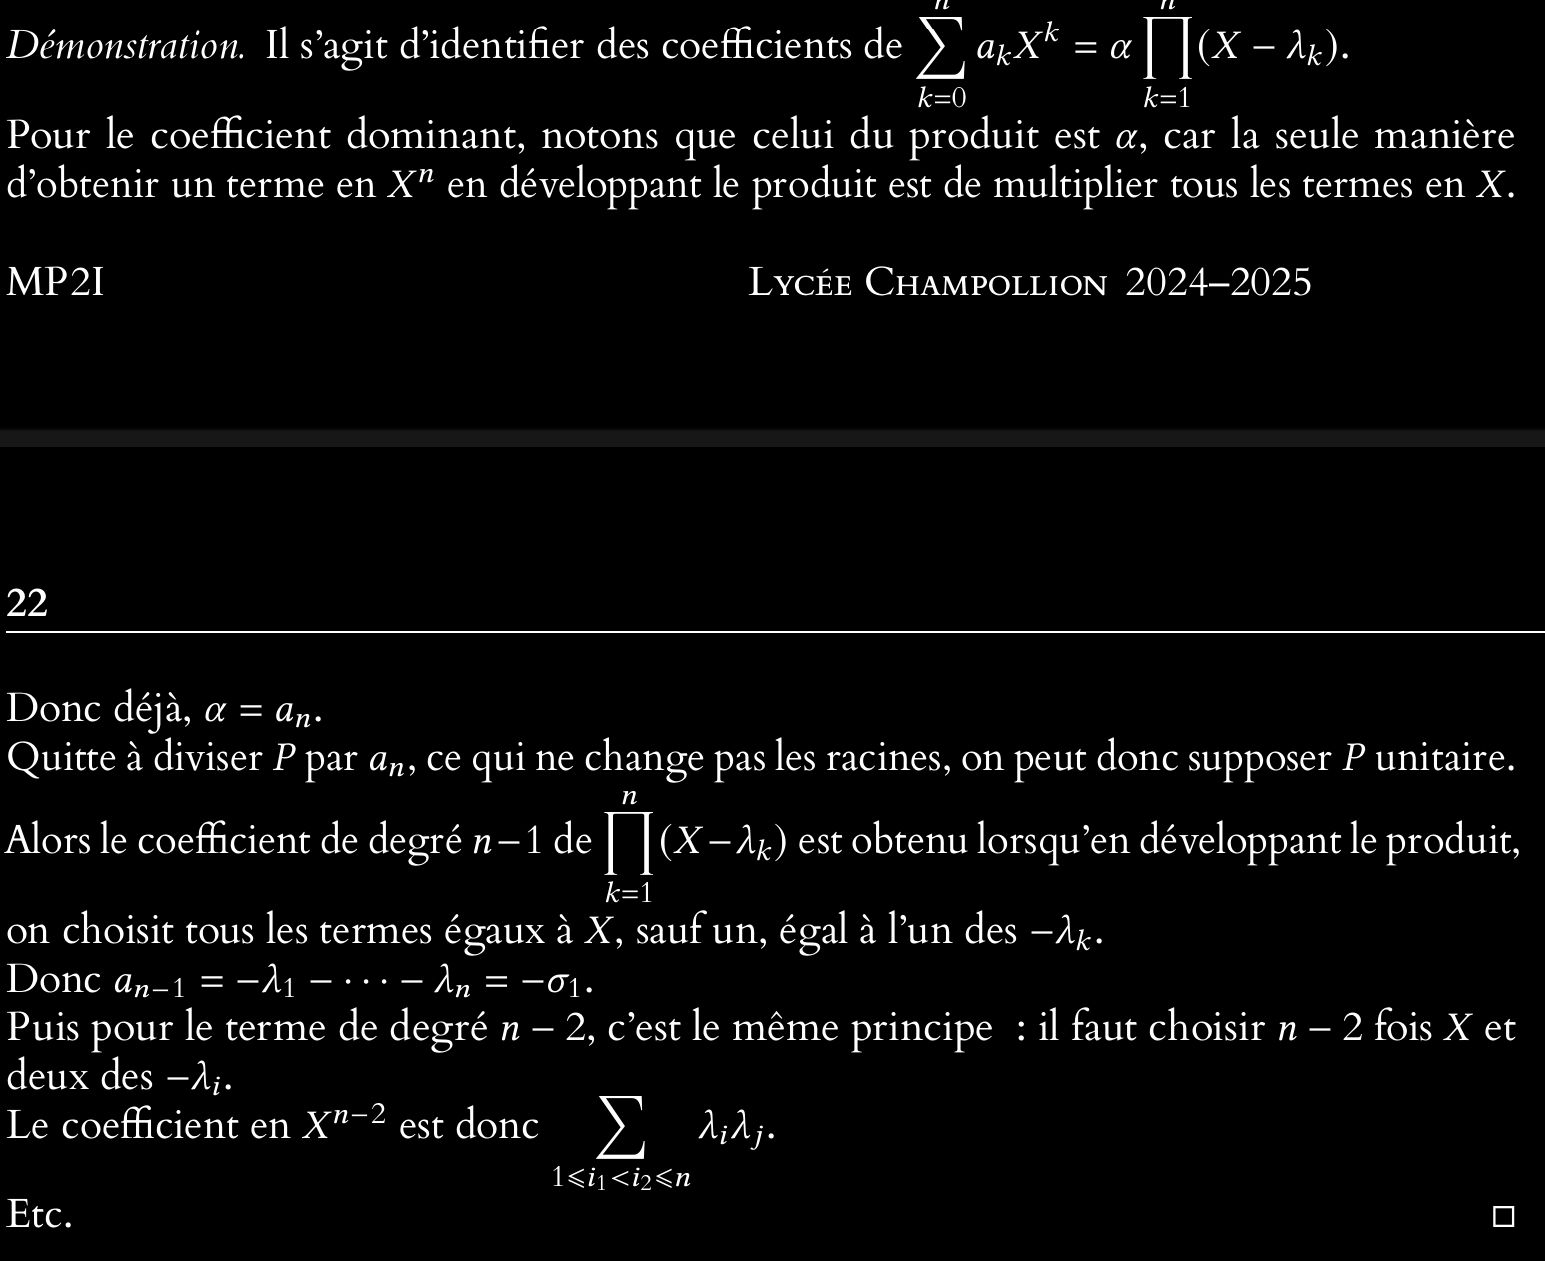 Démonstration. Il s'agit d'identifier des coefficients de $\sum_{k=0}^{n} a_k X^k = \alpha \prod_{k=1}^{n} (X - \lambda_k)$.
Pour le coefficient dominant, notons que celui du produit est $\alpha$, car la seule manière
d'obtenir un terme en $X^n$ en développant le produit est de multiplier tous les termes en $X$.
MP2I Lycée Champollion 2024–2025
22
Donc déjà, $\alpha = a_n$.
Quitte à diviser $P$ par $a_n$, ce qui ne change pas les racines, on peut donc supposer $P$ unitaire.
Alors le coefficient de degré $n-1$ de $\prod_{k=1}^{n} (X - \lambda_k)$ est obtenu lorsqu'en développant le produit,
on choisit tous les termes égaux à $X$, sauf un, égal à l'un des $-\lambda_k$.
Donc $a_{n-1} = -\lambda_1 - \cdots - \lambda_n = -\sigma_1$.
Puis pour le terme de degré $n-2$, c'est le même principe : il faut choisir $n-2$ fois $X$ et
deux des $-\lambda_i$.
Le coefficient en $X^{n-2}$ est donc $\sum_{1 \leqslant i_1 < i_2 \leqslant n} \lambda_i \lambda_j$.
Etc. □